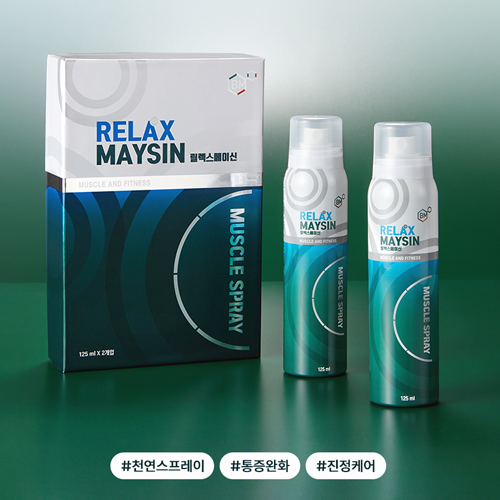 BM
RELAX
MAYSIN 릴렉스메이신
MUSCLE AND FITNESS
MUSCLE SPRAY
125 ml X 2개입
BM
RELAX
MAYSIN
릴렉스메이신
MUSCLE AND FITNESS
MUSCLE SPRAY
125 ml
BM
RELAX
MAYSIN
릴렉스메이신
MUSCLE AND FITNESS
MUSCLE SPRAY
125 ml
#천연스프레이 #통증완화 #진정케어